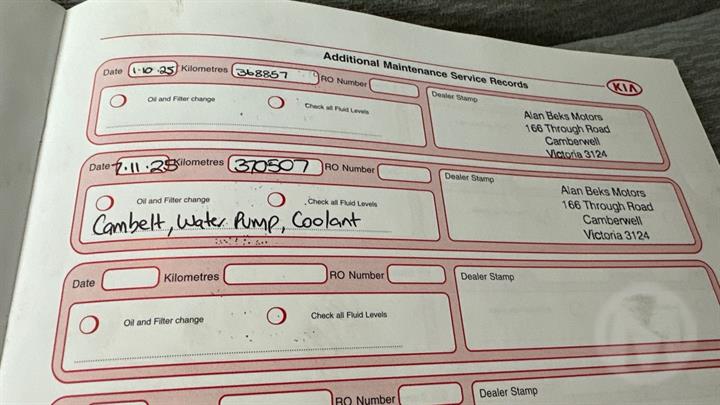 Additional Maintenance Service Records
KIA
Date 1·10·25 Kilometres 368857 RO Number
Dealer Stamp
Oil and Filter change Check all Fluid Levels
Alan Beks Motors
166 Through Road
Camberwell
Victoria 3124
Date 7·11·25 Kilometres 370507 RO Number
Dealer Stamp
Oil and Filter change Check all Fluid Levels
Cambelt, Water Pump, Coolant
Alan Beks Motors
166 Through Road
Camberwell
Victoria 3124
Date Kilometres RO Number
Dealer Stamp
Oil and Filter change Check all Fluid Levels
RO Number
Dealer Stamp